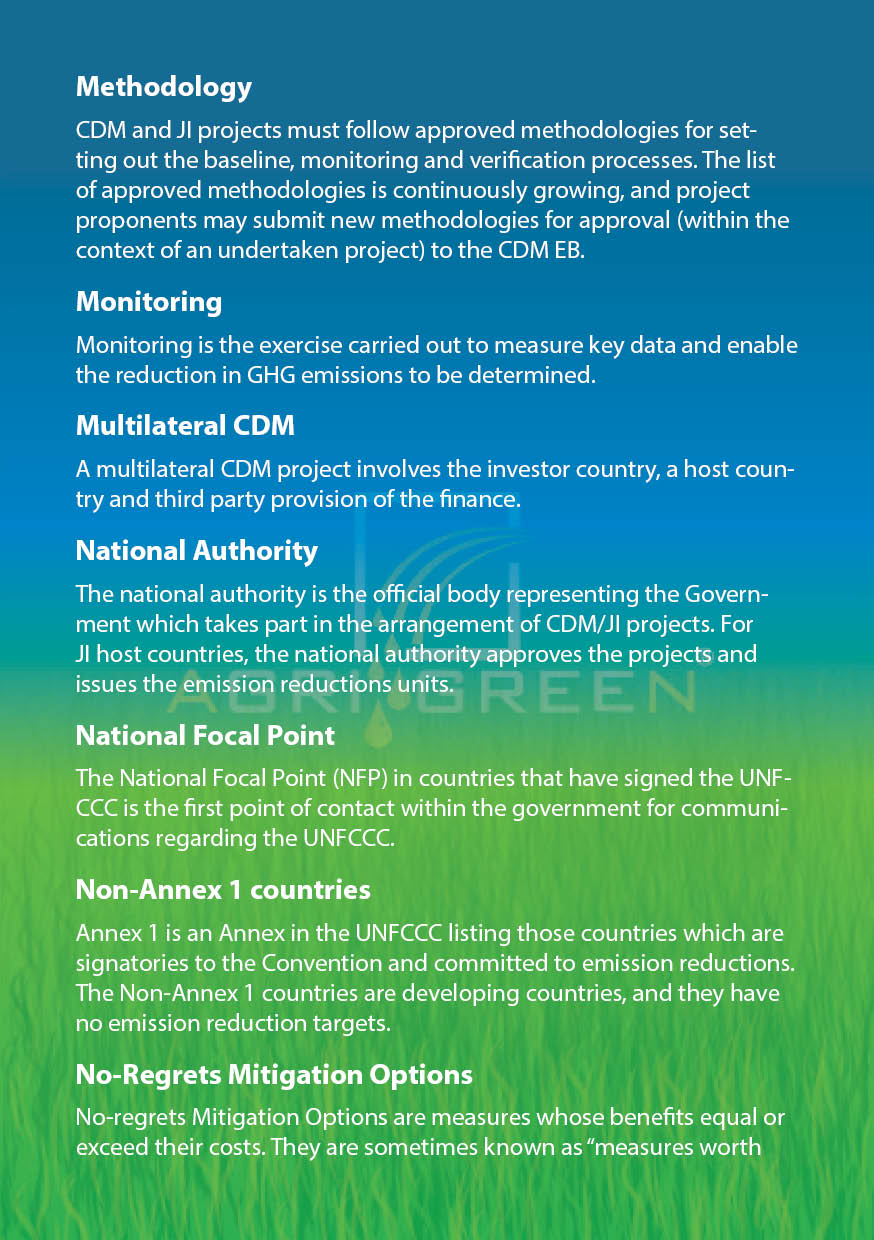 Methodology
CDM and JI projects must follow approved methodologies for set-
ting out the baseline, monitoring and verification processes. The list
of approved methodologies is continuously growing, and project
proponents may submit new methodologies for approval (within the
context of an undertaken project) to the CDM EB.
Monitoring
Monitoring is the exercise carried out to measure key data and enable
the reduction in GHG emissions to be determined.
Multilateral CDM
A multilateral CDM project involves the investor country, a host coun-
try and third party provision of the finance.
National Authority
The national authority is the official body representing the Govern-
ment which takes part in the arrangement of CDM/JI projects. For
JI host countries, the national authority approves the projects and
issues the emission reductions units.
AGRI GREEN
National Focal Point
The National Focal Point (NFP) in countries that have signed the UNF-
CCC is the first point of contact within the government for communi-
cations regarding the UNFCCC.
Non-Annex 1 countries
Annex 1 is an Annex in the UNFCCC listing those countries which are
signatories to the Convention and committed to emission reductions.
The Non-Annex 1 countries are developing countries, and they have
no emission reduction targets.
No-Regrets Mitigation Options
No-regrets Mitigation Options are measures whose benefits equal or
exceed their costs. They are sometimes known as “measures worth